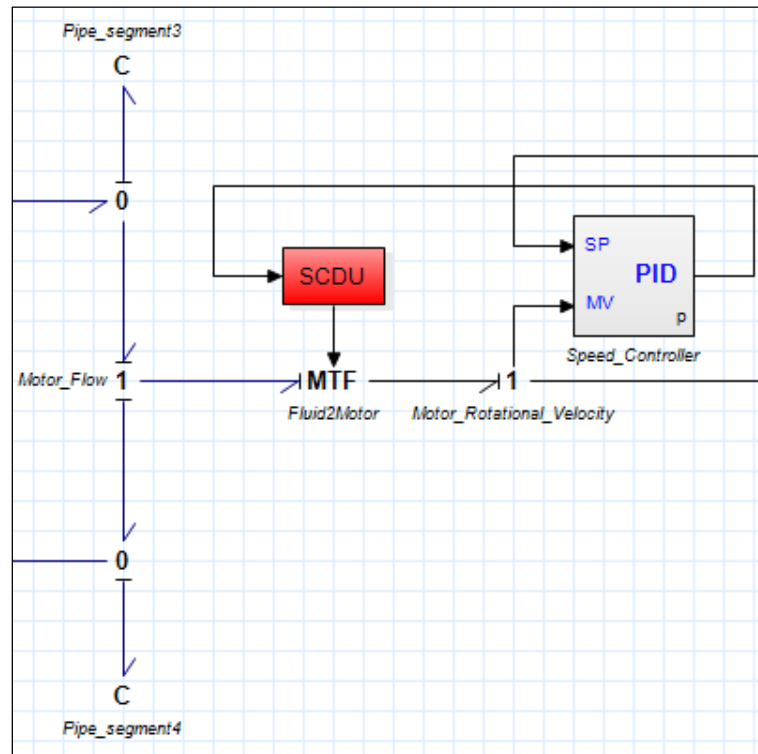 Pipe_segment3
C
0
SCDU
SP
PID
MV
p
Speed_Controller
Motor_Flow 1
MTF
1
Fluid2Motor
Motor_Rotational_Velocity
0
C
Pipe_segment4